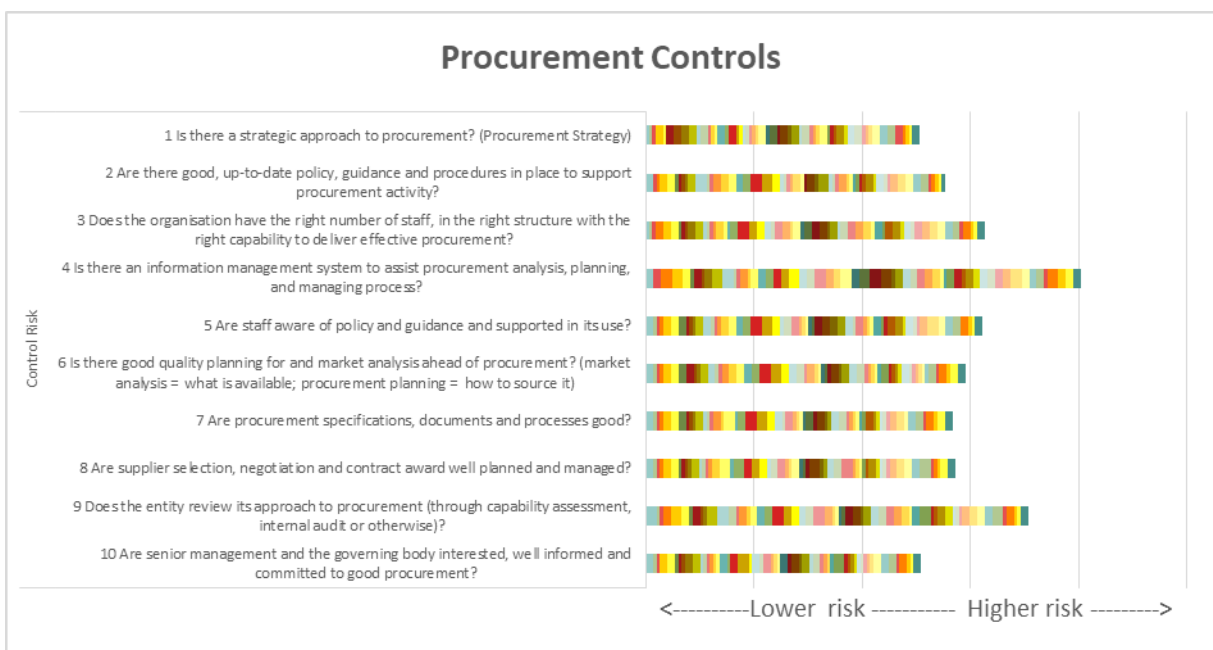 Procurement Controls
1 Is there a strategic approach to procurement? (Procurement Strategy)
2 Are there good, up-to-date policy, guidance and procedures in place to support
procurement activity?
3 Does the organisation have the right number of staff, in the right structure with the
right capability to deliver effective procurement?
4 Is there an information management system to assist procurement analysis, planning,
and managing process?
5 Are staff aware of policy and guidance and supported in its use?
6 Is there good quality planning for and market analysis ahead of procurement? (market
analysis = what is available; procurement planning = how to source it)
7 Are procurement specifications, documents and processes good?
8 Are supplier selection, negotiation and contract award well planned and managed?
9 Does the entity review its approach to procurement (through capability assessment,
internal audit or otherwise)?
10 Are senior management and the governing body interested, well informed and
committed to good procurement?
Control Risk
<----------Lower risk ----------- Higher risk --------->